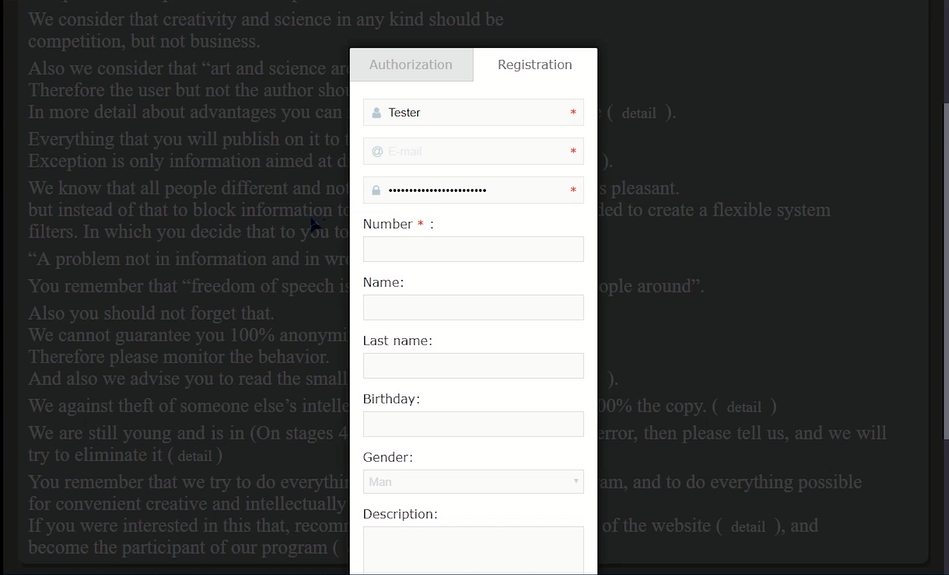 We consider that creativity and science in any kind should be
competition, but not business.
Also we consider that “art and science are
Therefore the user but not the author shou
In more detail about advantages you can
( detail ).
Everything that you will publish on it to t
Exception is only information aimed at d
).
We know that all people different and not
s pleasant.
but instead of that to block information to
ded to create a flexible system
filters. In which you decide that to you to
“A problem not in information and in wro
You remember that “freedom of speech is
ople around”.
Also you should not forget that.
We cannot guarantee you 100% anonymi
Therefore please monitor the behavior.
And also we advise you to read the small
).
We against theft of someone else’s intelle
00% the copy. ( detail )
We are still young and is in (On stages 4
error, then please tell us, and we will
try to eliminate it ( detail )
You remember that we try to do everythin
am, and to do everything possible
for convenient creative and intellectually
If you were interested in this that, recomm
of the website ( detail ), and
become the participant of our program (
Authorization
Registration
Tester *
@ E-mail *
•••••••••••••••••••••••• *
Number * :
Name:
Last name:
Birthday:
Gender:
Man
Description: